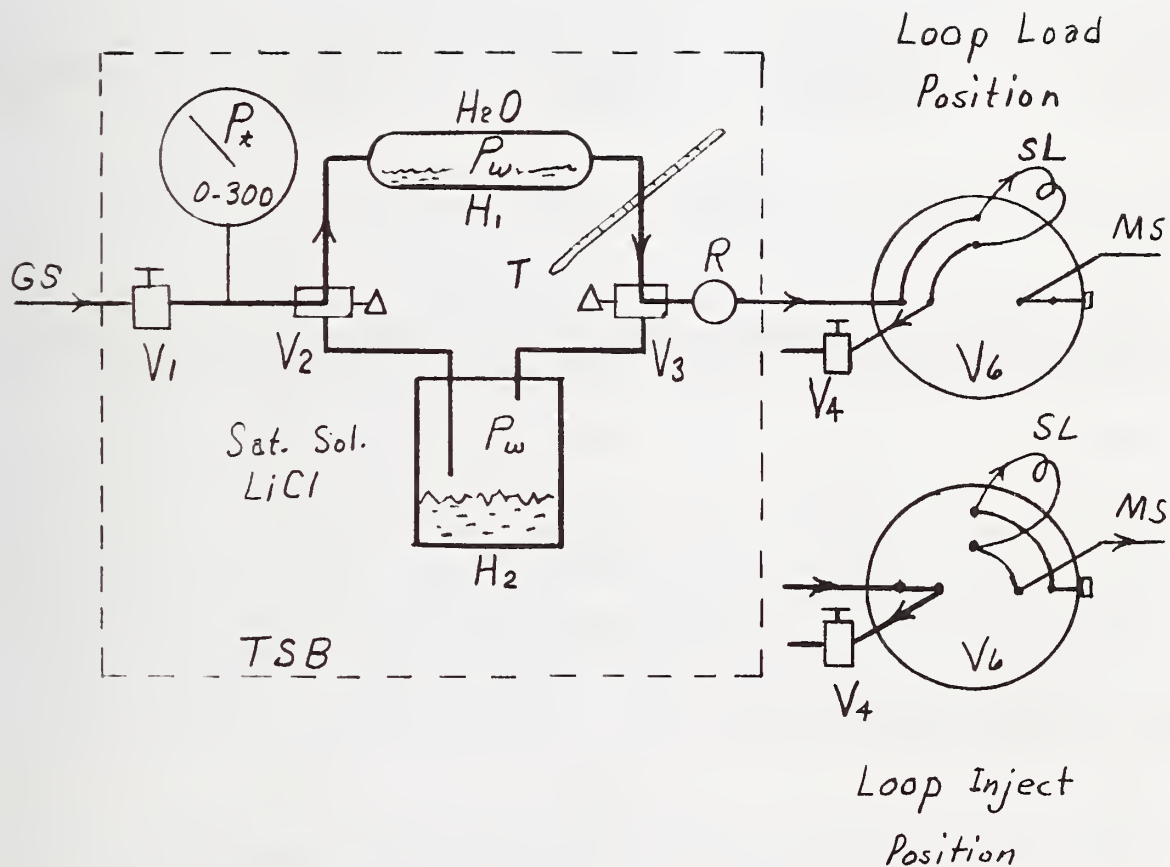 Loop Load
Position
H2O
Pt
0-300
Pw
H1
SL
MS
GS
T
R
V1
V2
V3
V4
V6
Sat. Sol.
LiCl
Pw
SL
MS
H2
TSB
V6
V4
Loop Inject
Position